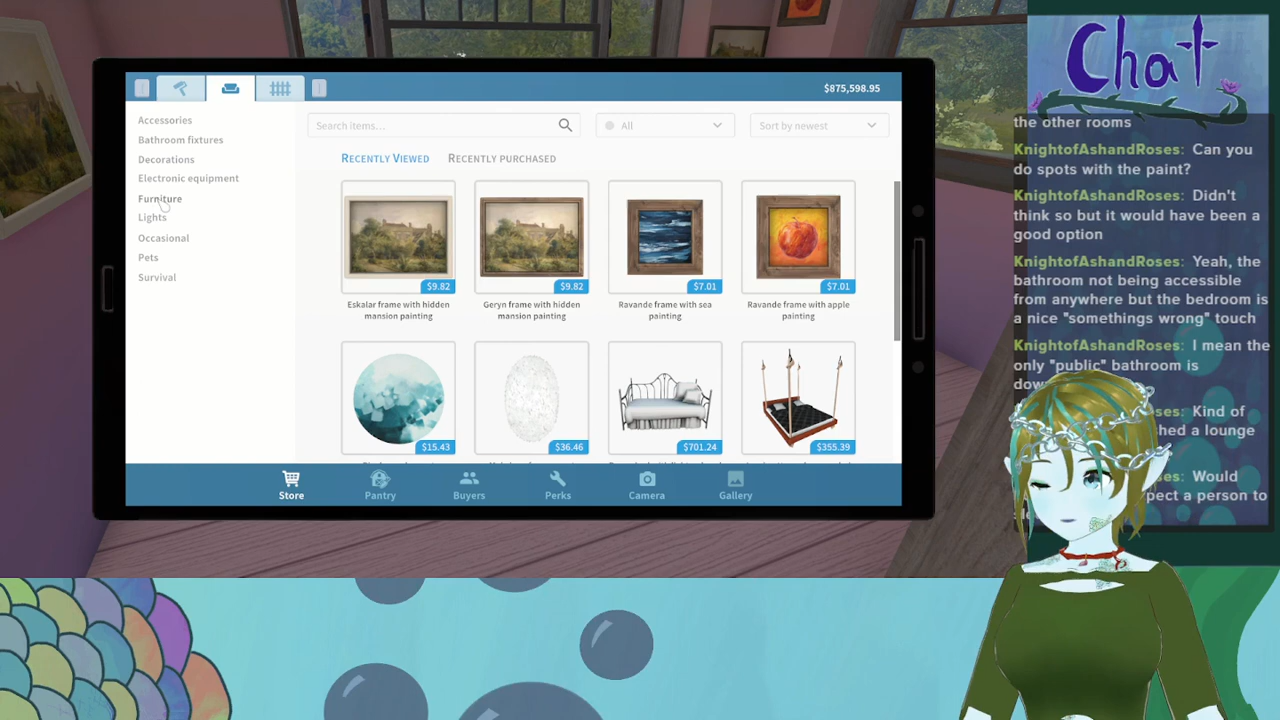 $875,598.95
Accessories
Bathroom fixtures
Decorations
Electronic equipment
Furniture
Lights
Occasional
Pets
Survival
Search items...
All
Sort by newest
RECENTLY VIEWED
RECENTLY PURCHASED
$9.82
$9.82
$7.01
$7.01
Eskalar frame with hidden
mansion painting
Geryn frame with hidden
mansion painting
Ravande frame with sea
painting
Ravande frame with apple
painting
$15.43
$36.46
$701.24
$355.39
Store
Pantry
Buyers
Perks
Camera
Gallery
Chat
the other rooms
KnightofAshandRoses: Can you
do spots with the paint?
KnightofAshandRoses: Didn't
think so but it would have been a
good option
KnightofAshandRoses: Yeah, the
bathroom not being accessible
from anywhere but the bedroom is
a nice "somethings wrong" touch
KnightofAshandRoses: I mean the
only "public" bathroom is
Kind of
a lounge
Would
a person to